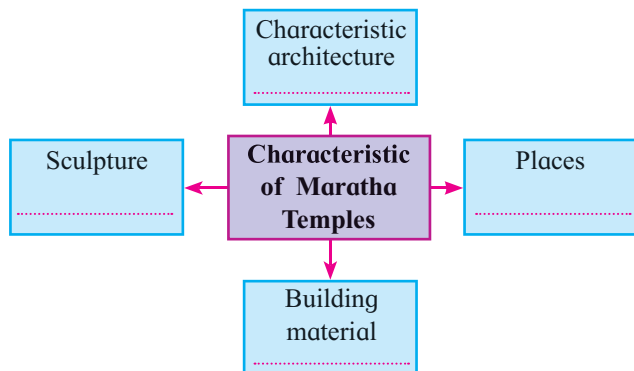 Characteristic
architecture
Sculpture
Characteristic
of Maratha
Temples
Places
Building
material